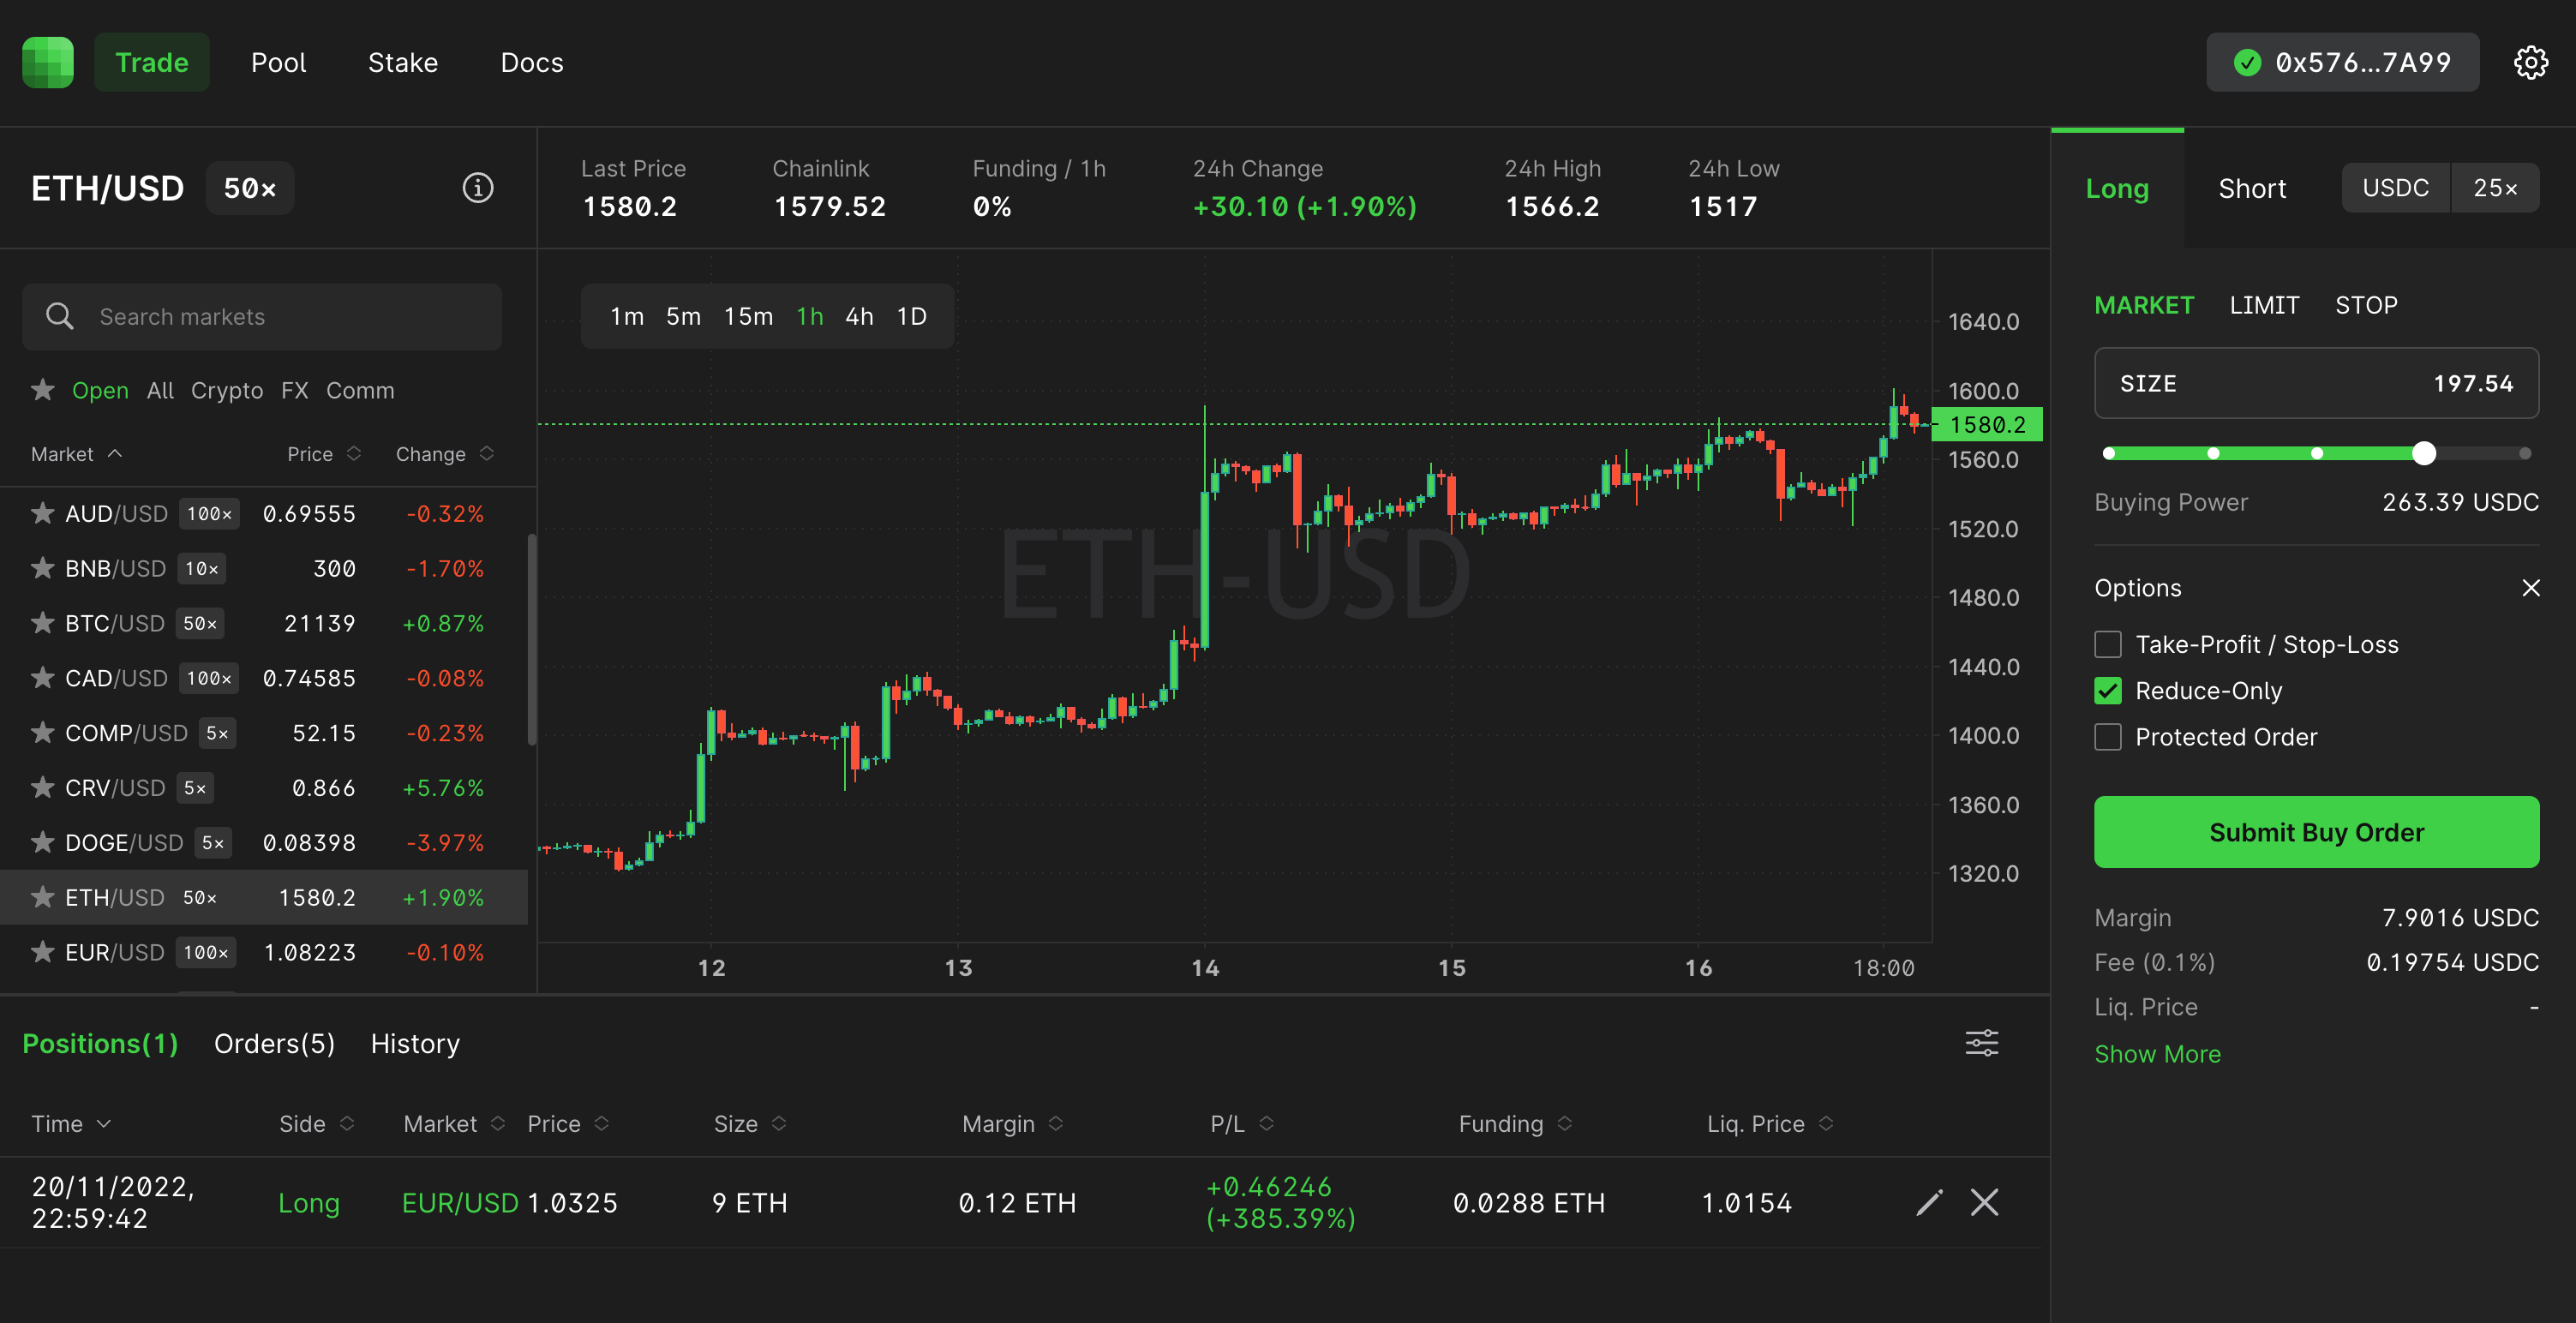 Trade Pool Stake Docs 0x576...7A99
ETH/USD 50×
Last Price Chainlink Funding / 1h 24h Change 24h High 24h Low
1580.2 1579.52 0% +30.10 (+1.90%) 1566.2 1517
Long Short USDC 25×
Search markets
Open All Crypto FX Comm
Market Price Change
AUD/USD 100× 0.69555 -0.32%
BNB/USD 10× 300 -1.70%
BTC/USD 50× 21139 +0.87%
CAD/USD 100× 0.74585 -0.08%
COMP/USD 5× 52.15 -0.23%
CRV/USD 5× 0.866 +5.76%
DOGE/USD 5× 0.08398 -3.97%
ETH/USD 50× 1580.2 +1.90%
EUR/USD 100× 1.08223 -0.10%
1m 5m 15m 1h 4h 1D
ETH-USD
1640.0
1600.0
1580.2
1560.0
1520.0
1480.0
1440.0
1400.0
1360.0
1320.0
12 13 14 15 16 18:00
MARKET LIMIT STOP
SIZE 197.54
Buying Power 263.39 USDC
Options
Take-Profit / Stop-Loss
Reduce-Only
Protected Order
Submit Buy Order
Margin 7.9016 USDC
Fee (0.1%) 0.19754 USDC
Liq. Price -
Show More
Positions(1) Orders(5) History
Time Side Market Price Size Margin P/L Funding Liq. Price
20/11/2022,
22:59:42
Long EUR/USD 1.0325 9 ETH 0.12 ETH
+0.46246
(+385.39%)
0.0288 ETH 1.0154